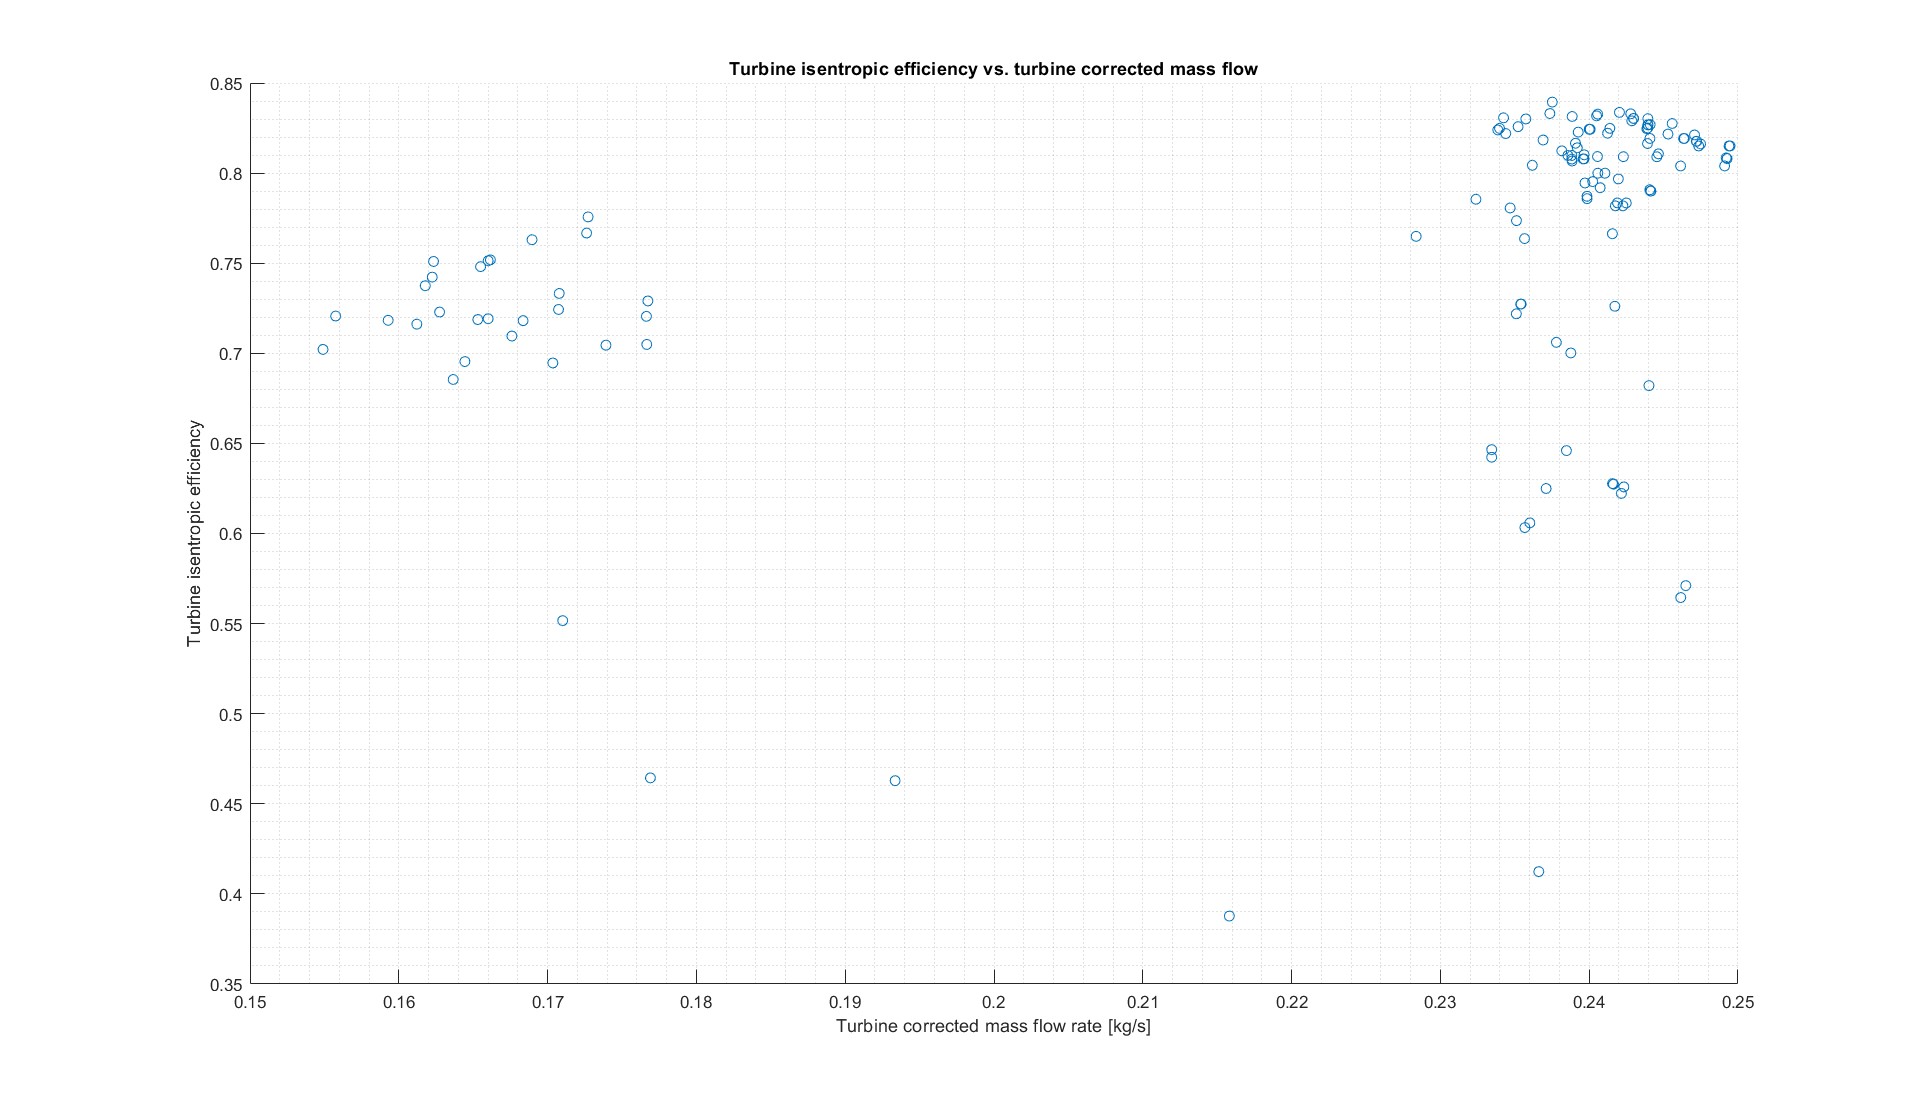 Turbine isentropic efficiency vs. turbine corrected mass flow
0.85
0.8
0.75
0.7
0.65
0.6
0.55
0.5
0.45
0.4
0.35
Turbine isentropic efficiency
0.15 0.16 0.17 0.18 0.19 0.2 0.21 0.22 0.23 0.24 0.25
Turbine corrected mass flow rate [kg/s]